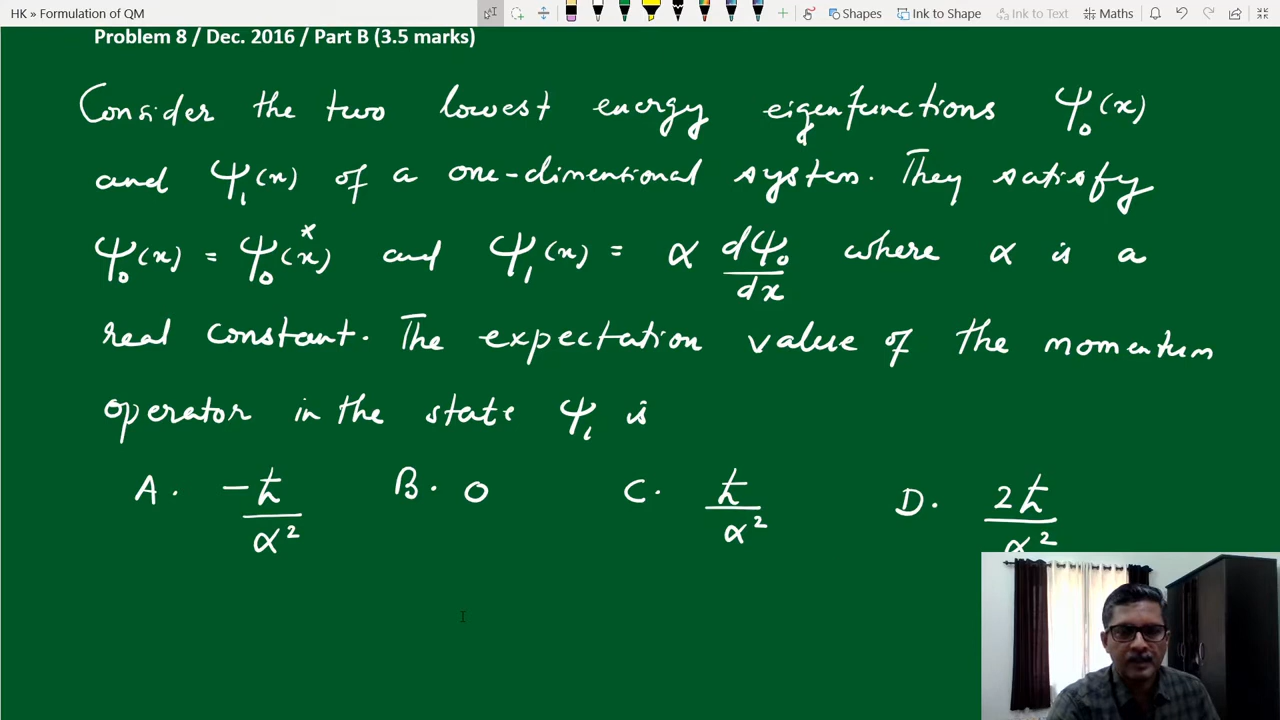 HK » Formulation of QM
Shapes Ink to Shape Ink to Text Maths
Problem 8 / Dec. 2016 / Part B (3.5 marks)
Consider the two lowest energy eigenfunctions Ψ₀(x)
and Ψ₁(x) of a one-dimentional system. They satisfy
Ψ₀(x) = Ψ₀(x*) and Ψ₁(x) = α dΨ₀/dx where α is a
real constant. The expectation value of the momentum
operator in the state Ψ₁ is
A. -ℏ/α² B. 0 C. ℏ/α² D. 2ℏ/α²